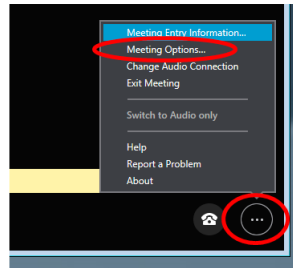 Meeting Entry Information...
Meeting Options...
Change Audio Connection
Exit Meeting
Switch to Audio only
Help
Report a Problem
About